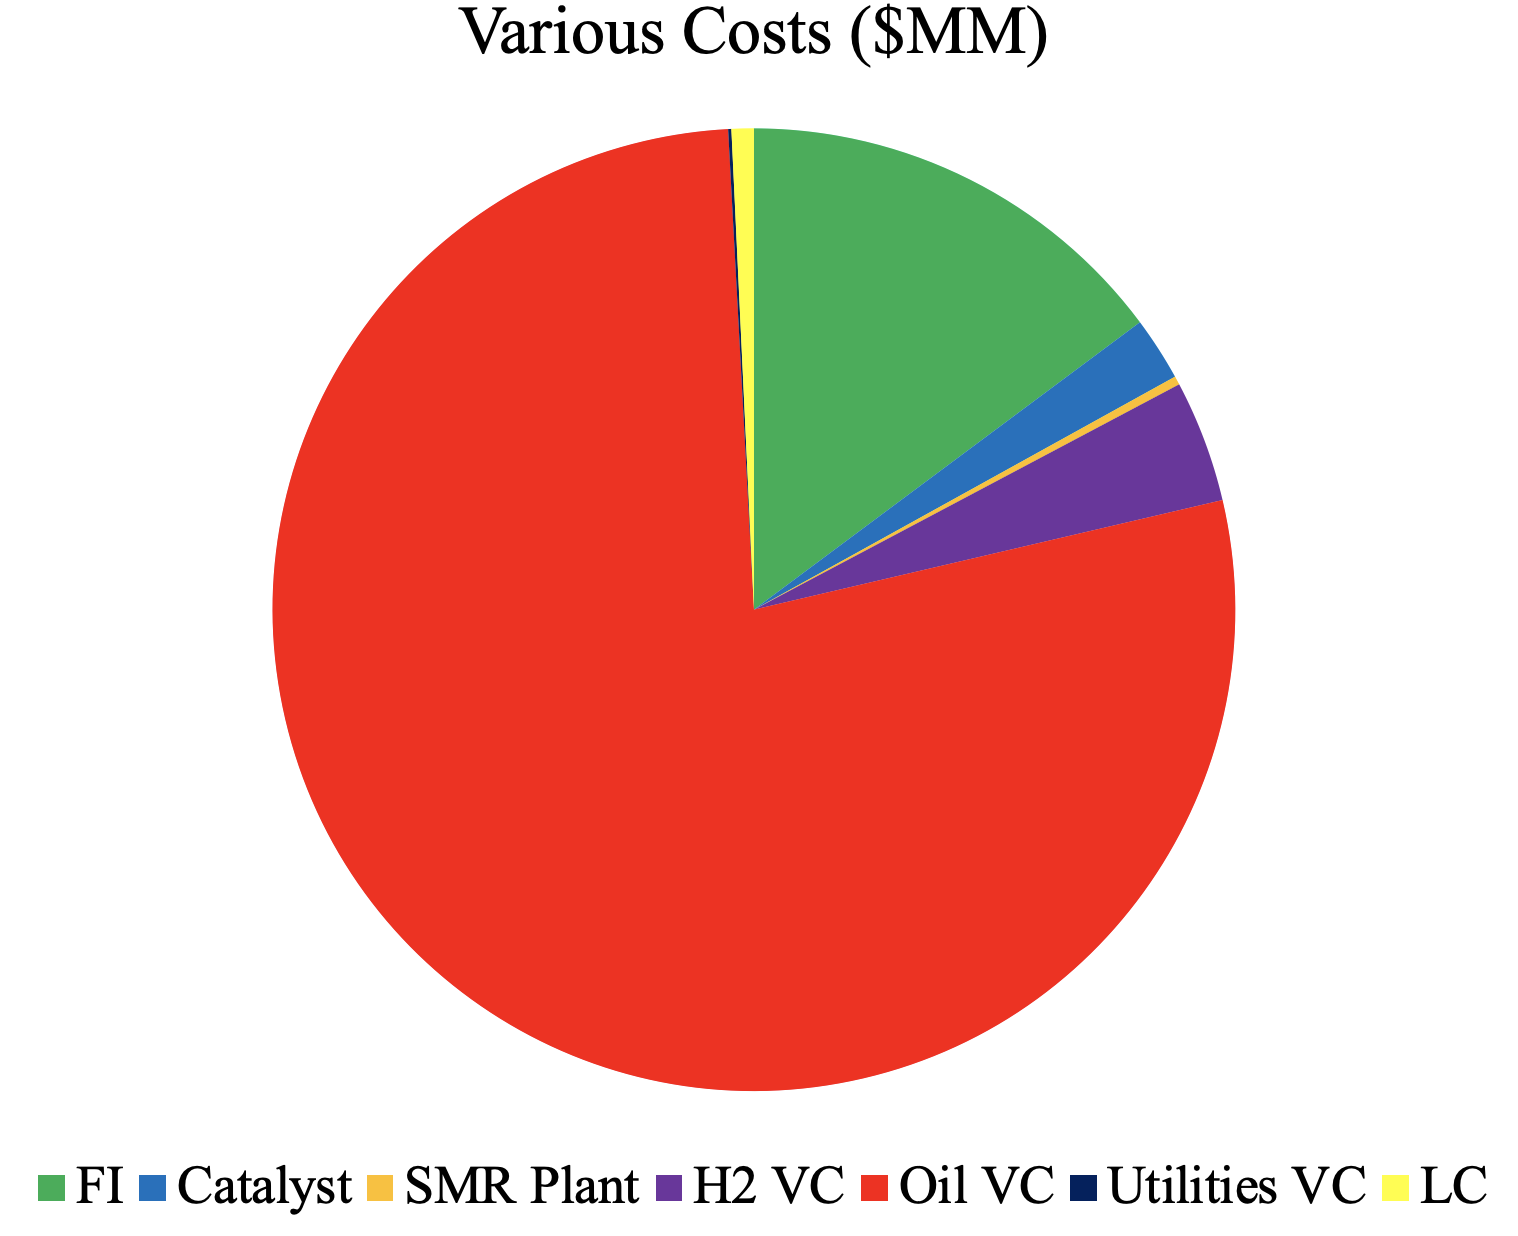 Various Costs ($MM)
FI Catalyst SMR Plant H2 VC Oil VC Utilities VC LC